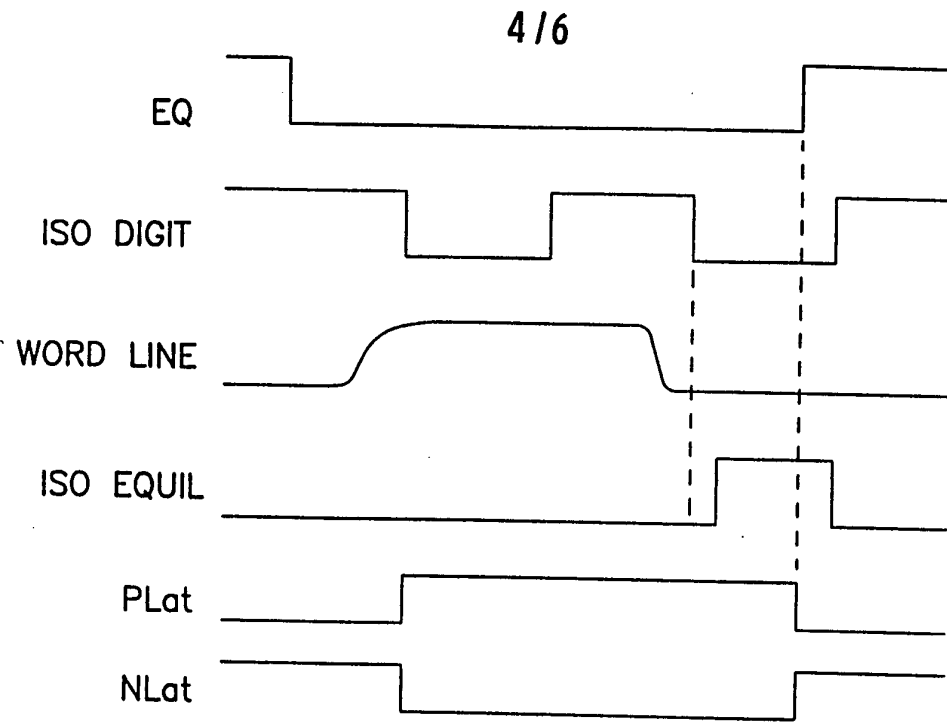 4/6
EQ
ISO DIGIT
WORD LINE
ISO EQUIL
PLat
NLat